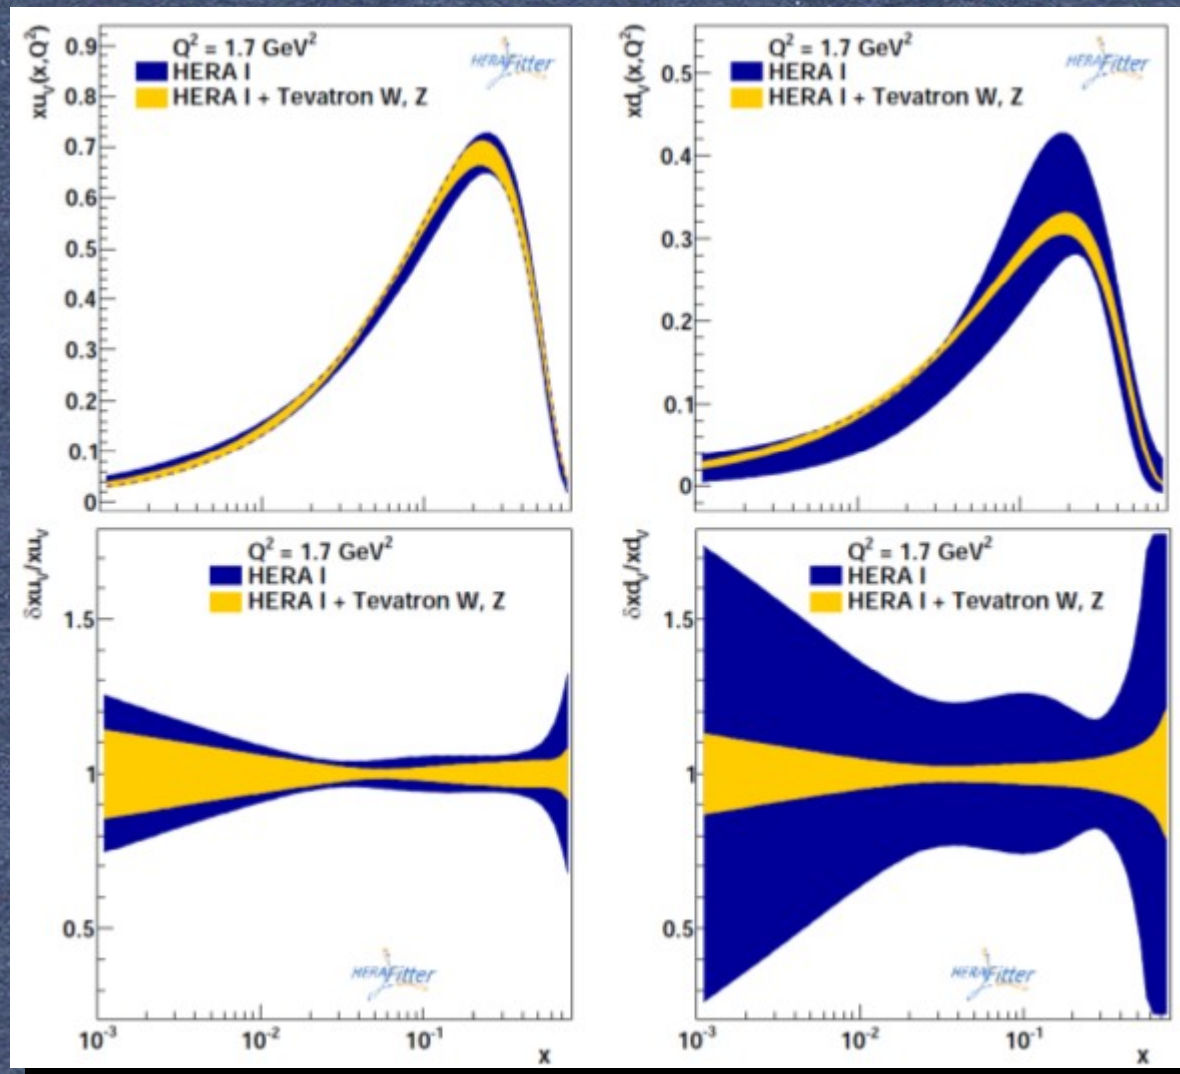 xu_V(x,Q²)
Q² = 1.7 GeV²
HERA I
HERA I + Tevatron W, Z
HERAFitter
0.9
0.8
0.7
0.6
0.5
0.4
0.3
0.2
0.1
0
xd_V(x,Q²)
Q² = 1.7 GeV²
HERA I
HERA I + Tevatron W, Z
HERAFitter
0.5
0.4
0.3
0.2
0.1
0
δxu_V/xu_V
Q² = 1.7 GeV²
HERA I
HERA I + Tevatron W, Z
1.5
1
0.5
HERAFitter
10⁻³ 10⁻² 10⁻¹
x
δxd_V/xd_V
Q² = 1.7 GeV²
HERA I
HERA I + Tevatron W, Z
1.5
1
0.5
HERAFitter
10⁻³ 10⁻² 10⁻¹
x